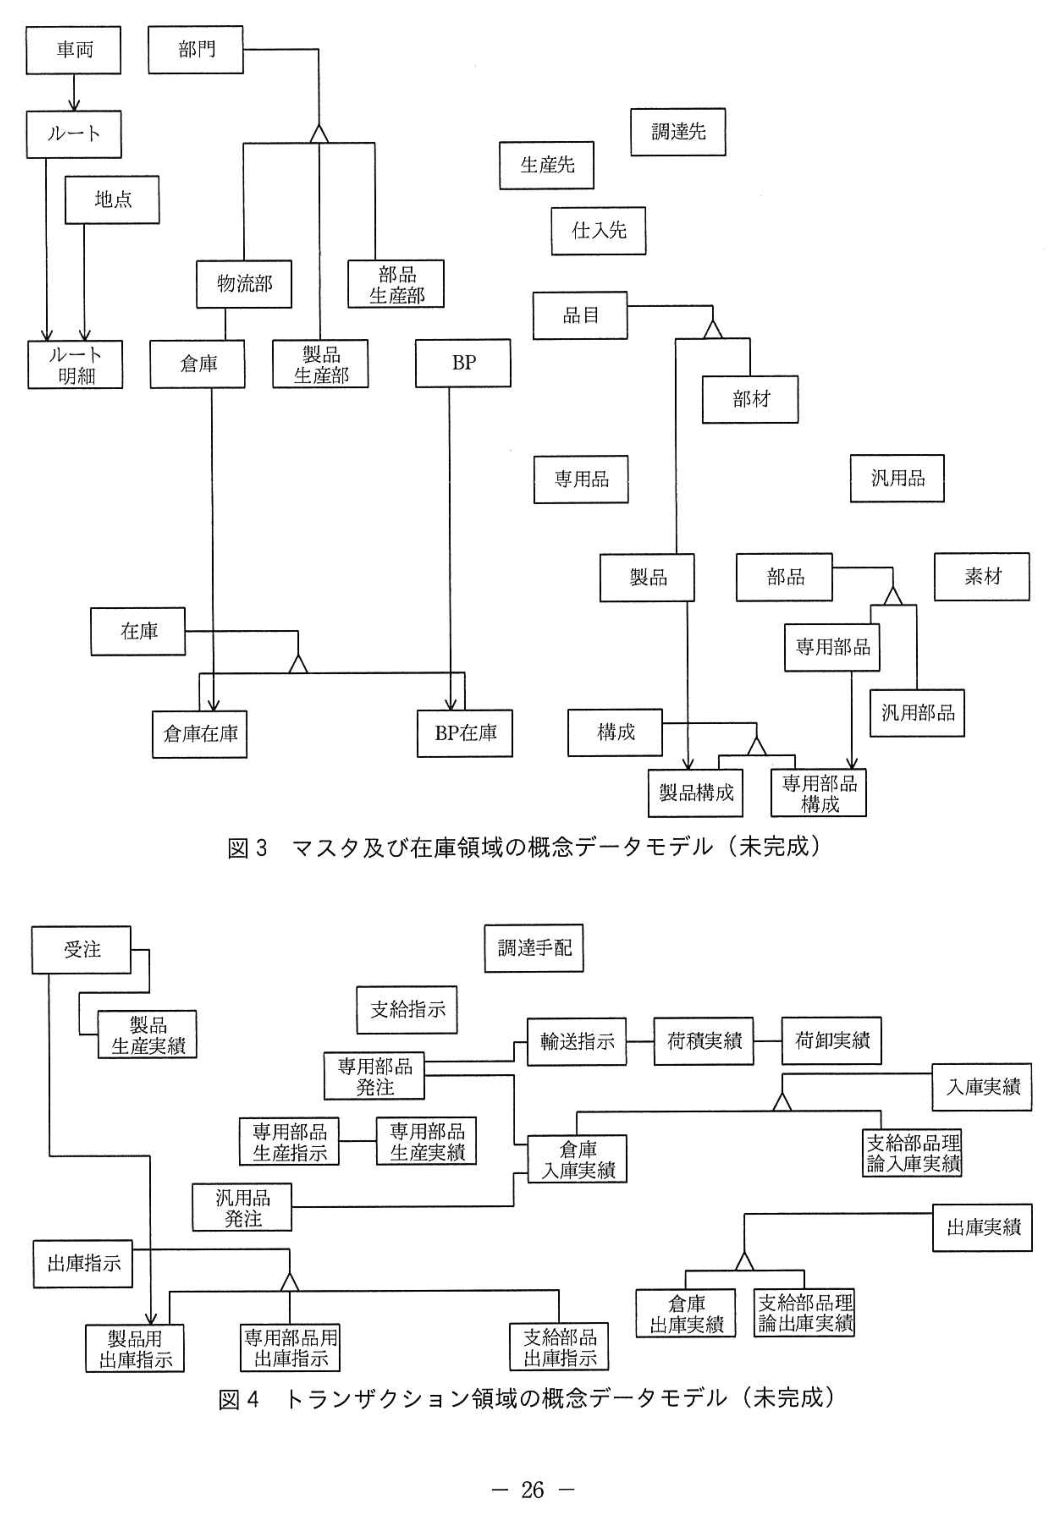 車両
部門
調達先
ルート
生産先
地点
仕入先
物流部
部品
生産部
品目
ルート
明細
倉庫
製品
生産部
BP
部材
専用品
汎用品
製品
部品
素材
在庫
専用部品
汎用部品
倉庫在庫
BP在庫
構成
製品構成
専用部品
構成
図3 マスタ及び在庫領域の概念データモデル（未完成）
受注
調達手配
支給指示
製品
生産実績
輸送指示
荷積実績
荷卸実績
専用部品
発注
入庫実績
専用部品
生産指示
専用部品
生産実績
倉庫
入庫実績
支給部品理
論入庫実績
汎用品
発注
出庫実績
出庫指示
倉庫
出庫実績
支給部品理
論出庫実績
製品用
出庫指示
専用部品用
出庫指示
支給部品
出庫指示
図4 トランザクション領域の概念データモデル（未完成）
－ 26 －